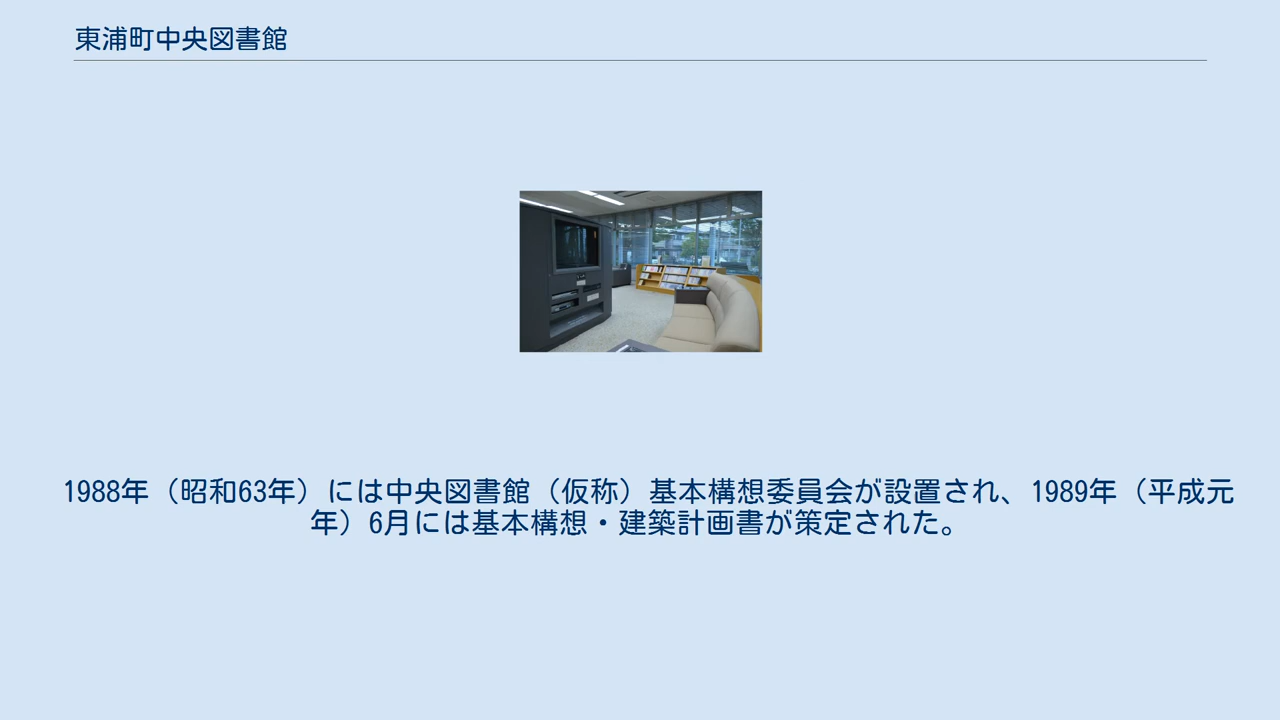 東浦町中央図書館
1988年（昭和63年）には中央図書館（仮称）基本構想委員会が設置され、1989年（平成元
年）6月には基本構想・建築計画書が策定された。